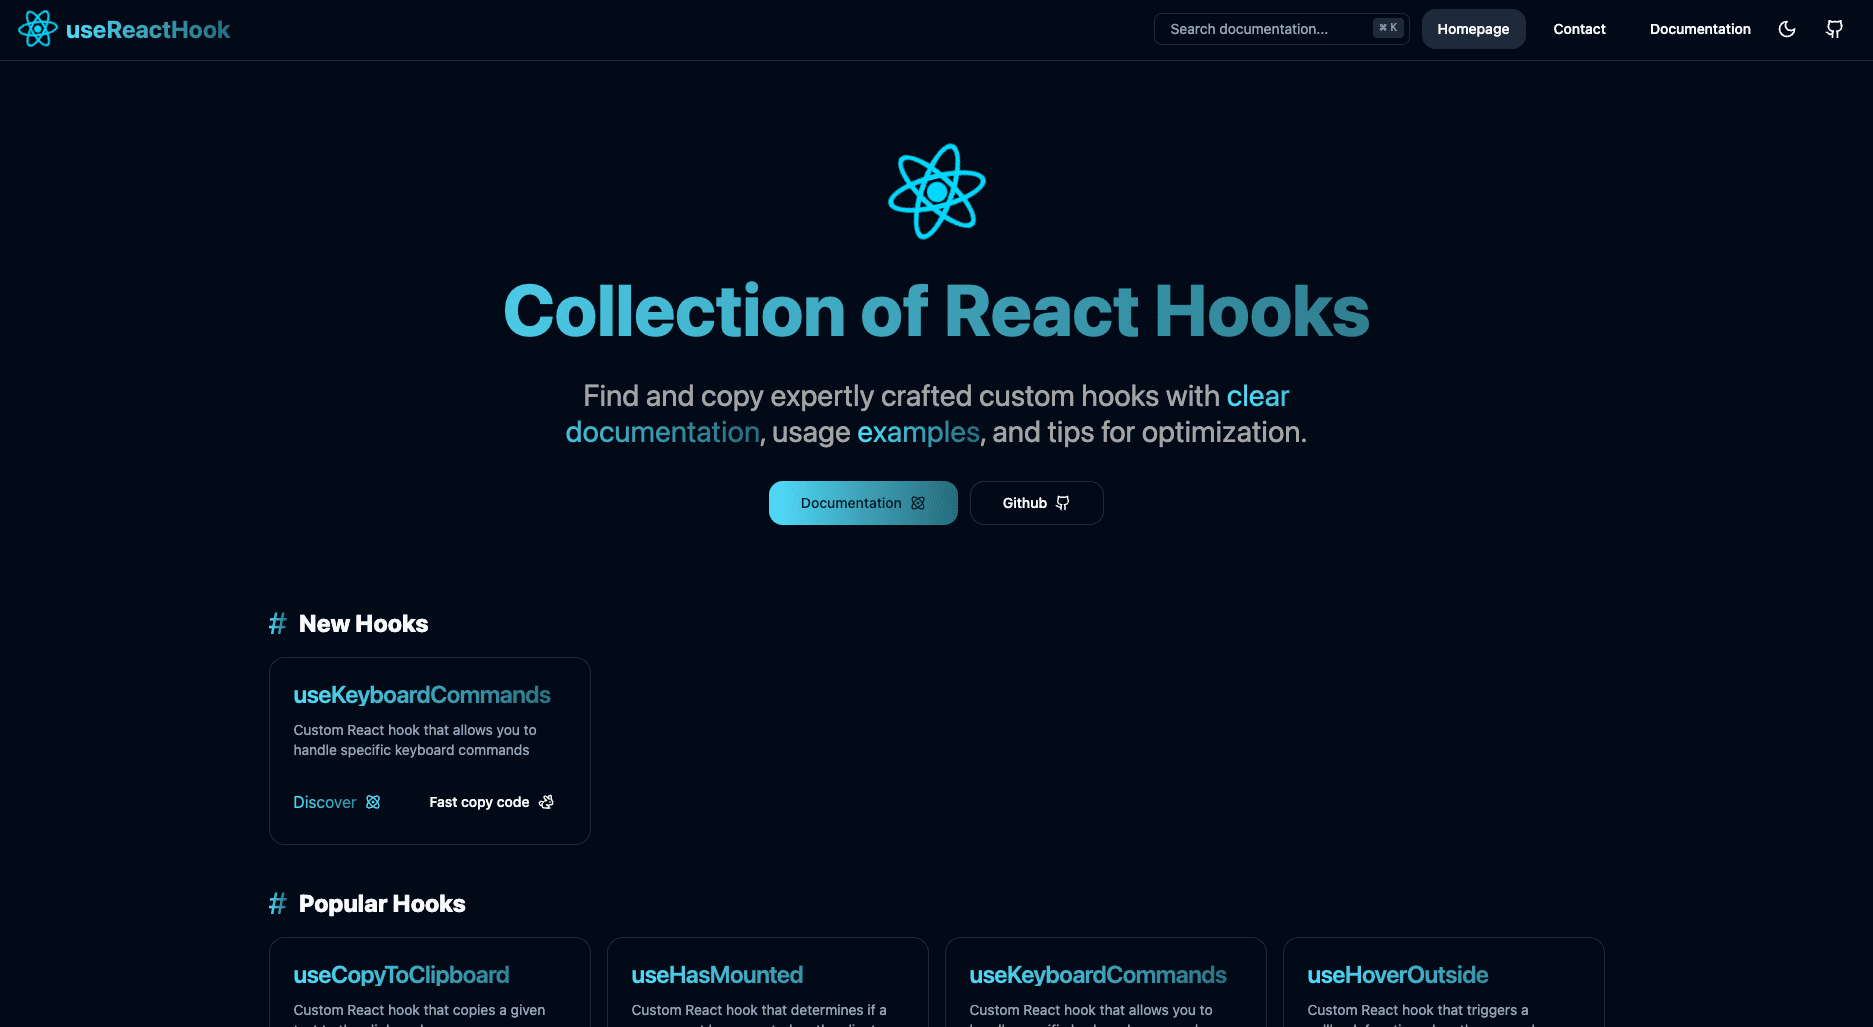 useReactHook
Search documentation...
⌘ K
Homepage
Contact
Documentation
Collection of React Hooks
Find and copy expertly crafted custom hooks with clear
documentation, usage examples, and tips for optimization.
Documentation
Github
# New Hooks
useKeyboardCommands
Custom React hook that allows you to
handle specific keyboard commands
Discover
Fast copy code
# Popular Hooks
useCopyToClipboard
Custom React hook that copies a given
useHasMounted
Custom React hook that determines if a
useKeyboardCommands
Custom React hook that allows you to
useHoverOutside
Custom React hook that triggers a